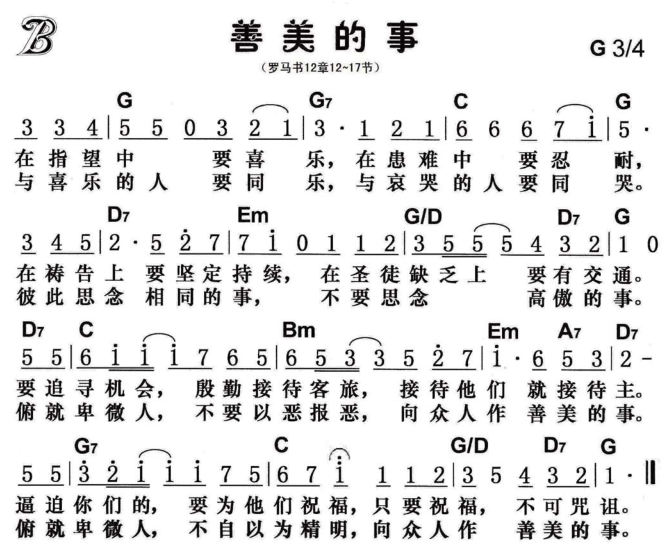 B
善美的事
(罗马书12章12~17节)
G 3/4
G G7 C G
3 3 4 | 5 5 0 3 2 1 | 3 · 1 2 1 | 6 6 6 7 i | 5 ·
在指望中 要喜 乐，在患难中 要忍 耐，
与喜乐的人 要同 乐，与哀哭的人要同 哭。
D7 Em G/D D7 G
3 4 5 | 2 · 5 2 7 | 7 i 0 1 1 2 | 3 5 5 5 4 3 2 | 1 0
在祷告上 要坚定持续，在圣徒缺乏上 要有交通。
彼此思念 相同的事， 不要思念 高傲的事。
D7 C Bm Em A7 D7
5 5 | 6 i i i 7 6 5 | 6 5 3 3 5 2 7 | i · 6 5 3 | 2 -
要追寻机会， 殷勤接待客旅， 接待他们 就接待主。
俯就卑微人， 不要以恶报恶， 向众人作 善美的事。
G7 C G/D D7 G
5 5 | 3 2 i i i 7 5 | 6 7 i 1 1 2 | 3 5 4 3 2 | 1 · ‖
逼迫你们的， 要为他们祝福，只要祝福， 不可咒诅。
俯就卑微人， 不自以为精明，向众人作 善美的事。